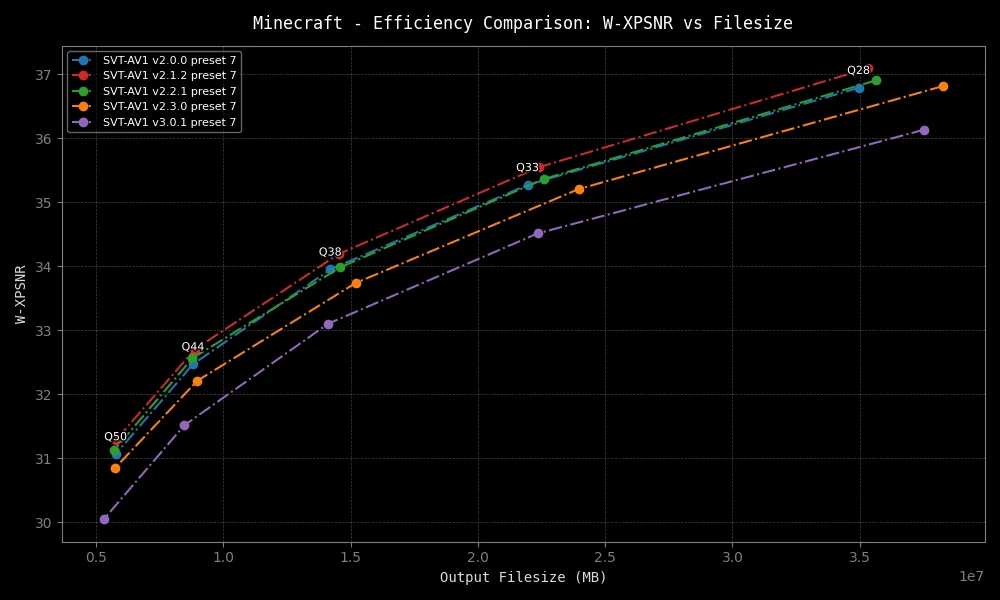 Minecraft - Efficiency Comparison: W-XPSNR vs Filesize
SVT-AV1 v2.0.0 preset 7
SVT-AV1 v2.1.2 preset 7
SVT-AV1 v2.2.1 preset 7
SVT-AV1 v2.3.0 preset 7
SVT-AV1 v3.0.1 preset 7
Q28
Q33
Q38
Q44
Q50
37
36
35
34
33
32
31
30
W-XPSNR
0.5 1.0 1.5 2.0 2.5 3.0 3.5
1e7
Output Filesize (MB)